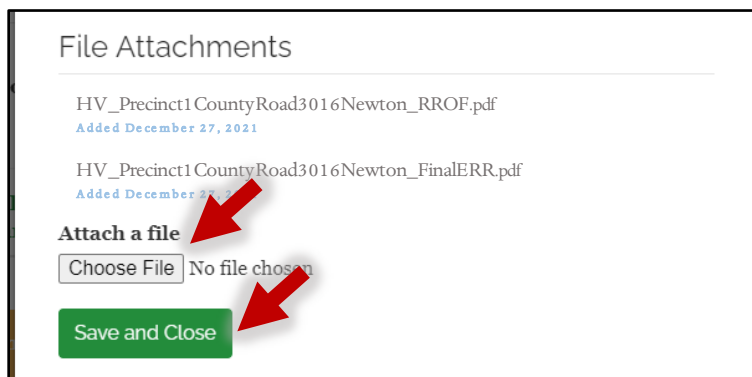 File Attachments
HV_Precinct1CountyRoad3016Newton_RROF.pdf
Added December 27, 2021
HV_Precinct1CountyRoad3016Newton_FinalERR.pdf
Added December
Attach a file
Choose File No file chosen
Save and Close